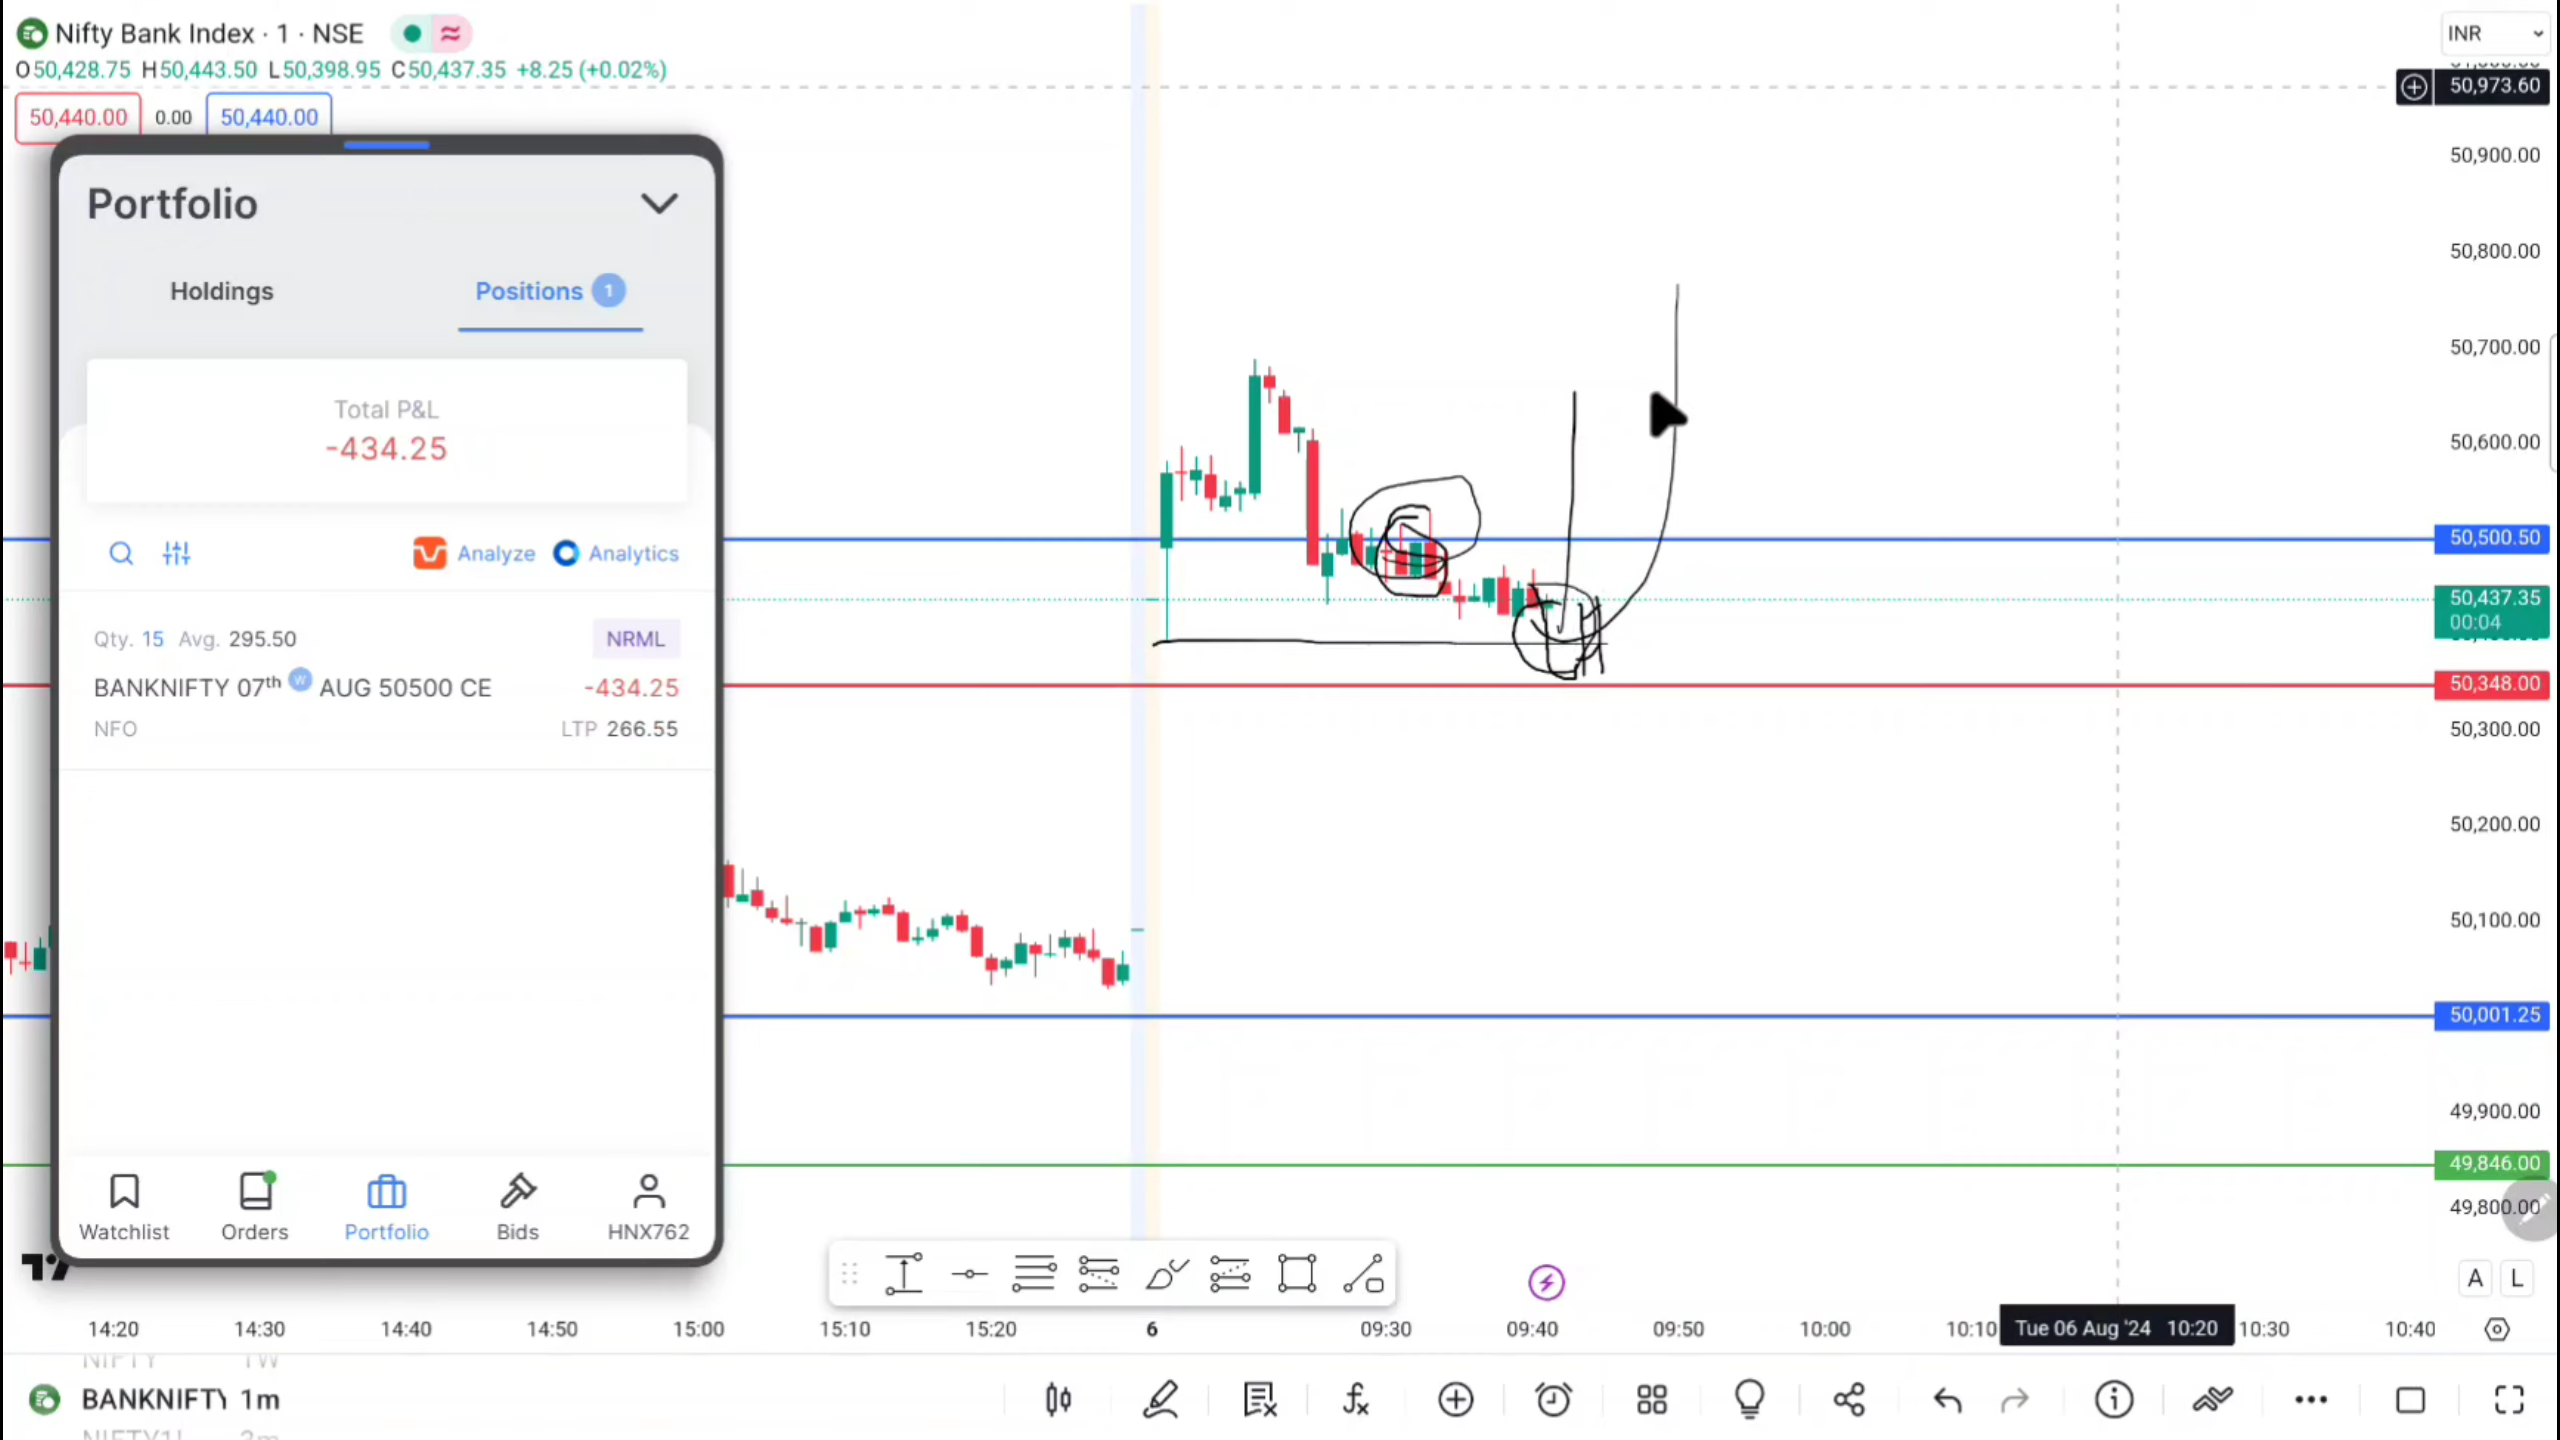 Nifty Bank Index · 1 · NSE
O50,428.75 H50,443.50 L50,398.95 C50,437.35 +8.25 (+0.02%)
50,440.00 0.00 50,440.00
INR
50,973.60
50,900.00
50,800.00
50,700.00
50,600.00
50,500.50
50,437.35
00:04
50,348.00
50,300.00
50,200.00
50,100.00
50,001.25
49,900.00
49,846.00
49,800.00
Portfolio
Holdings
Positions 1
Total P&L
-434.25
Analyze Analytics
Qty. 15 Avg. 295.50 NRML
BANKNIFTY 07th W AUG 50500 CE -434.25
NFO LTP 266.55
Watchlist Orders Portfolio Bids HNX762
A L
14:20 14:30 14:40 14:50 15:00 15:10 15:20 6 09:30 09:40 09:50 10:00 10:10 Tue 06 Aug '24 10:20 10:30 10:40
NIFTY 1W
BANKNIFTY 1m